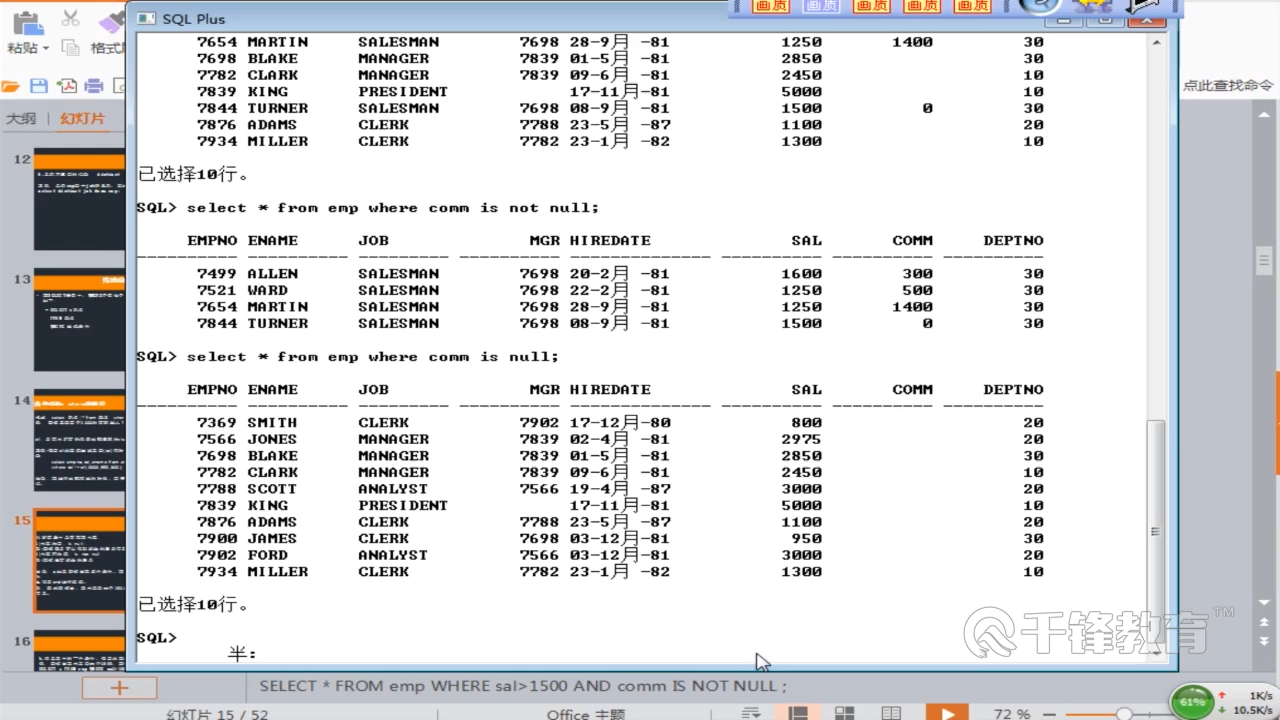 SQL Plus
画质 画质 画质 画质 画质
粘贴
格式
点此查找命令
大纲 幻灯片
12
13
14
15
16
7654 MARTIN SALESMAN 7698 28-9月 -81 1250 1400 30
7698 BLAKE MANAGER 7839 01-5月 -81 2850 30
7782 CLARK MANAGER 7839 09-6月 -81 2450 10
7839 KING PRESIDENT 17-11月-81 5000 10
7844 TURNER SALESMAN 7698 08-9月 -81 1500 0 30
7876 ADAMS CLERK 7788 23-5月 -87 1100 20
7934 MILLER CLERK 7782 23-1月 -82 1300 10
已选择10行。
SQL> select * from emp where comm is not null;
EMPNO ENAME JOB MGR HIREDATE SAL COMM DEPTNO
---------- ---------- --------- ---------- -------------- ---------- ---------- ----------
7499 ALLEN SALESMAN 7698 20-2月 -81 1600 300 30
7521 WARD SALESMAN 7698 22-2月 -81 1250 500 30
7654 MARTIN SALESMAN 7698 28-9月 -81 1250 1400 30
7844 TURNER SALESMAN 7698 08-9月 -81 1500 0 30
SQL> select * from emp where comm is null;
EMPNO ENAME JOB MGR HIREDATE SAL COMM DEPTNO
---------- ---------- --------- ---------- -------------- ---------- ---------- ----------
7369 SMITH CLERK 7902 17-12月-80 800 20
7566 JONES MANAGER 7839 02-4月 -81 2975 20
7698 BLAKE MANAGER 7839 01-5月 -81 2850 30
7782 CLARK MANAGER 7839 09-6月 -81 2450 10
7788 SCOTT ANALYST 7566 19-4月 -87 3000 20
7839 KING PRESIDENT 17-11月-81 5000 10
7876 ADAMS CLERK 7788 23-5月 -87 1100 20
7900 JAMES CLERK 7698 03-12月-81 950 30
7902 FORD ANALYST 7566 03-12月-81 3000 20
7934 MILLER CLERK 7782 23-1月 -82 1300 10
已选择10行。
SQL>
半:
千锋教育 TM
SELECT * FROM emp WHERE sal>1500 AND comm IS NOT NULL ;
幻灯片 15 / 52 Office 主题 72 %
61% 1K/s
10.5K/s